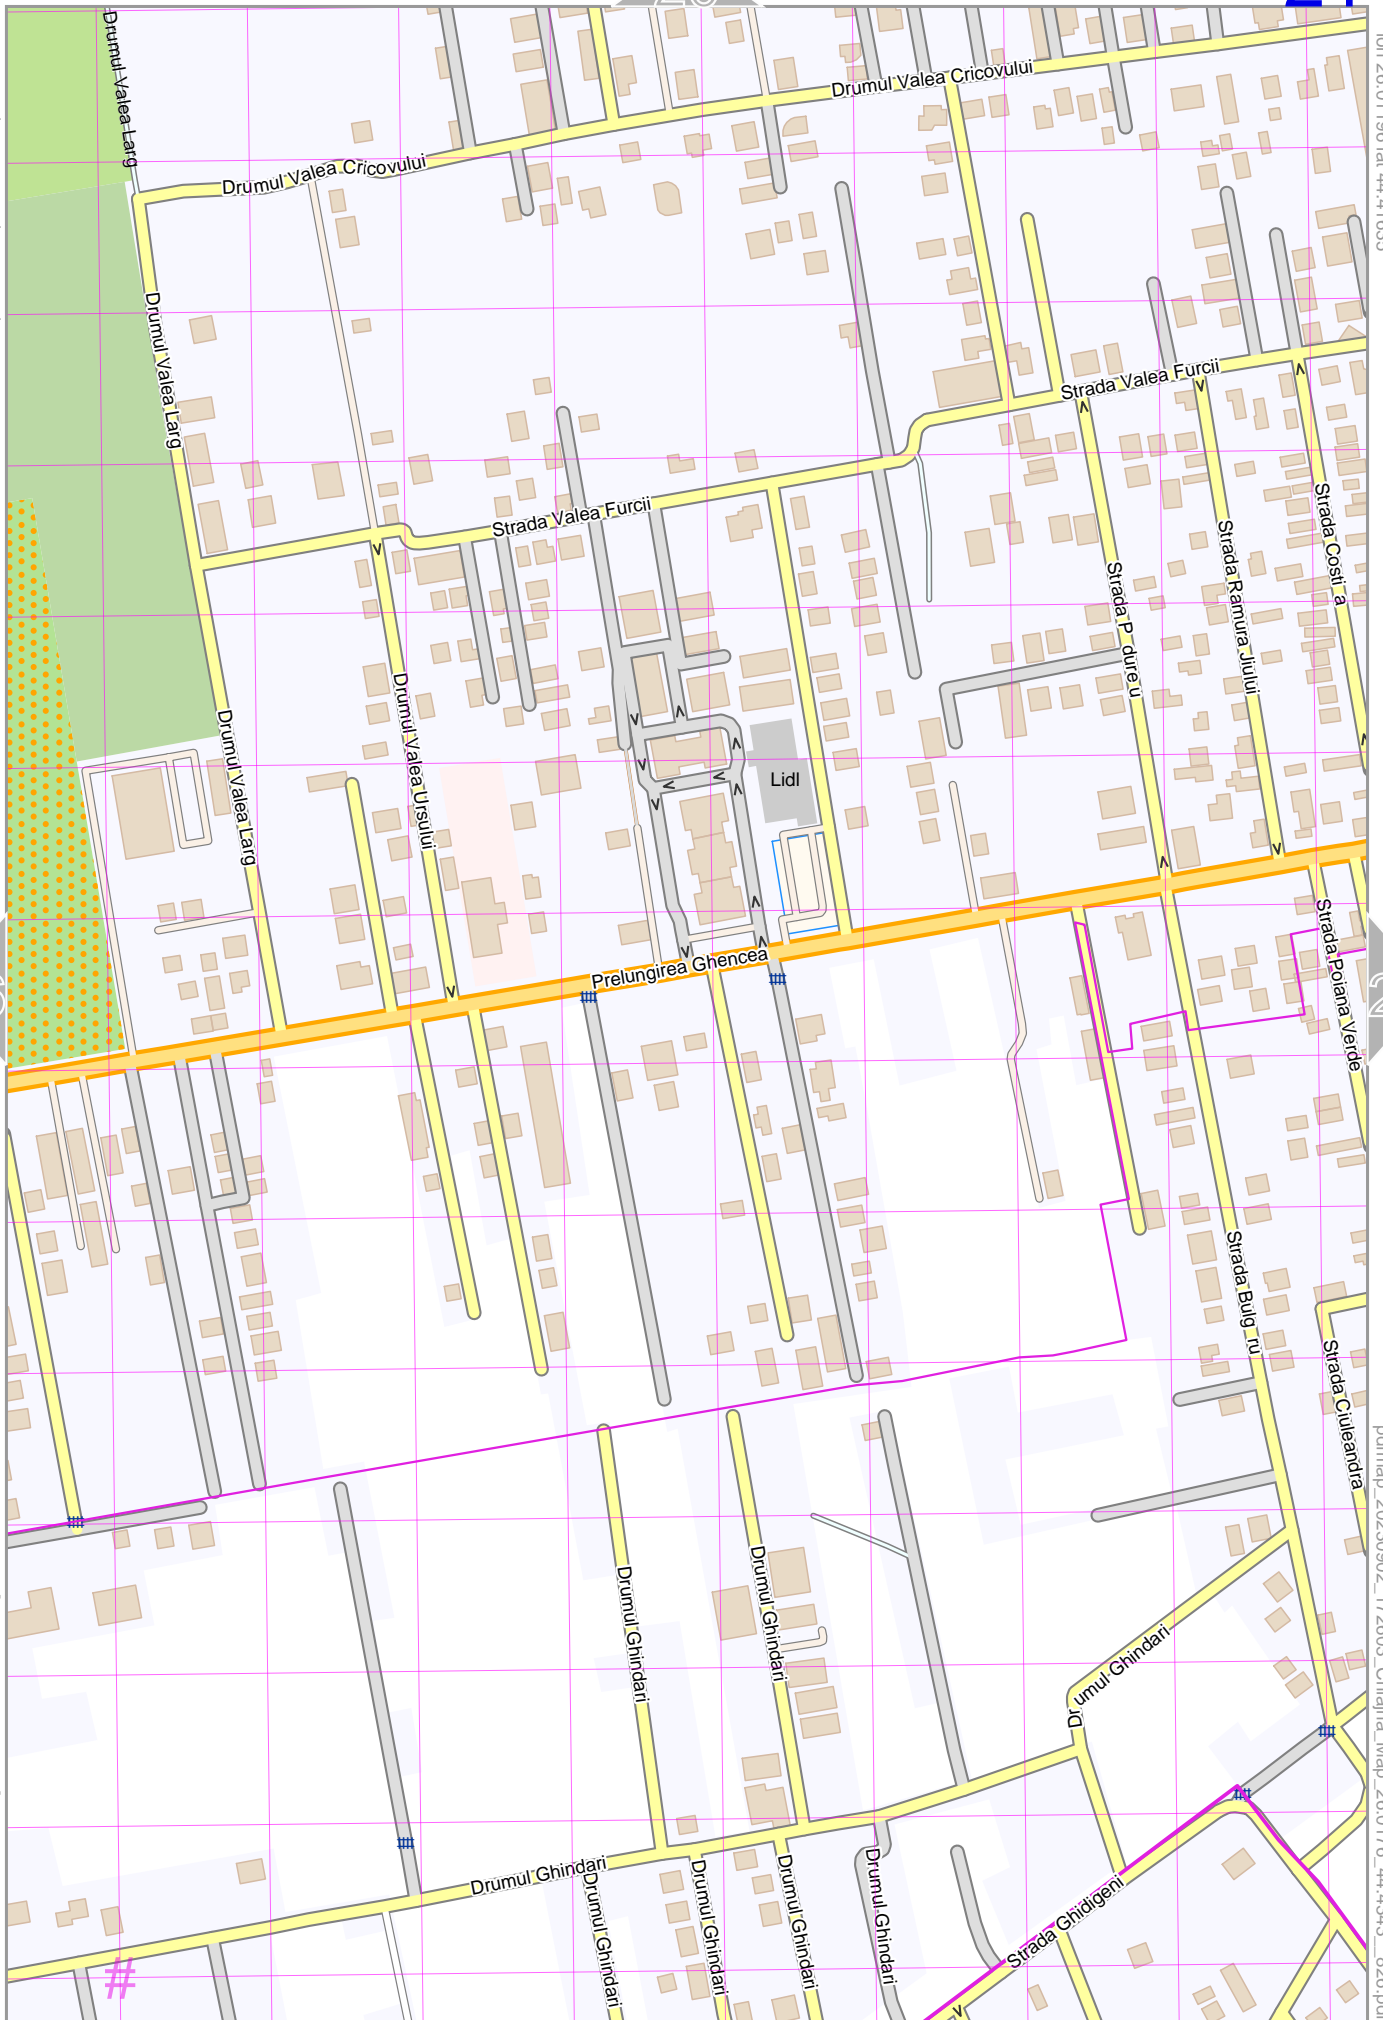 Drumul Valea Larg
Drumul Valea Cricovului
Drumul Valea Cricovului
Drumul Valea Larg
Strada Valea Furcii
Strada Valea Furcii
Strada Costi a
Strada Ramura Jiului
Strada P dure u
Drumul Valea Ursului
Drumul Valea Larg
Lidl
Prelungirea Ghencea
Strada Poiana Verde
Strada Bulg ru
Strada Ciuleandra
Drumul Ghindari
Drumul Ghindari
Drumul Ghindari
Drumul Ghindari
Drumul Ghindari
Drumul Ghindari
Drumul Ghindari
Drumul Ghindari
Strada Ghidigeni
#